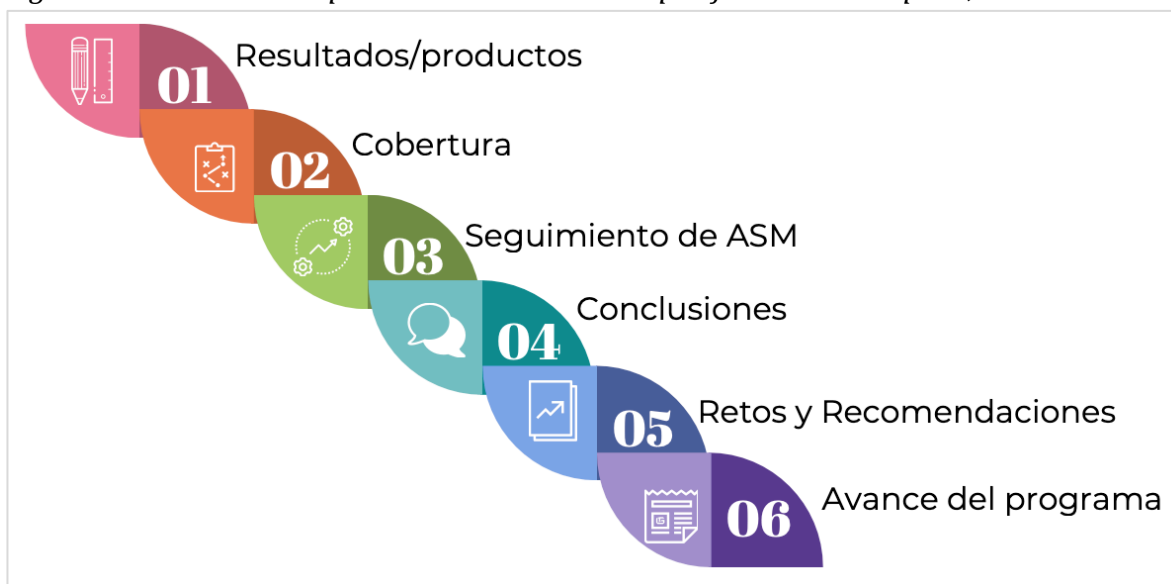 01
Resultados/productos
02
Cobertura
03
Seguimiento de ASM
04
Conclusiones
05
Retos y Recomendaciones
06
Avance del programa